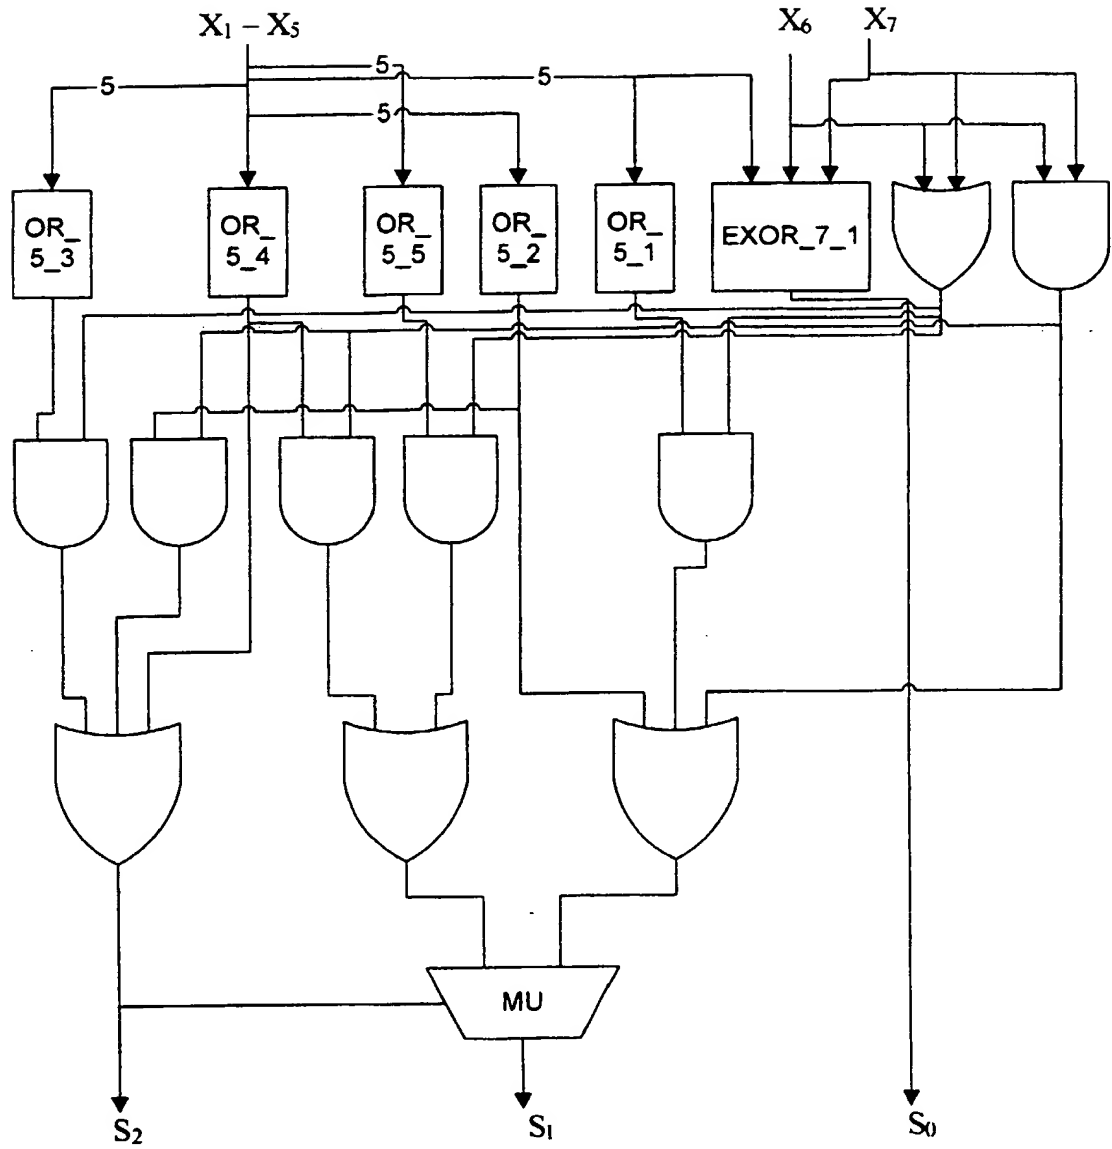 X₁ – X₅
X₆
X₇
5
5
5
5
OR_
5_3
OR_
5_4
OR_
5_5
OR_
5_2
OR_
5_1
EXOR_7_1
MU
S₂
S₁
S₀